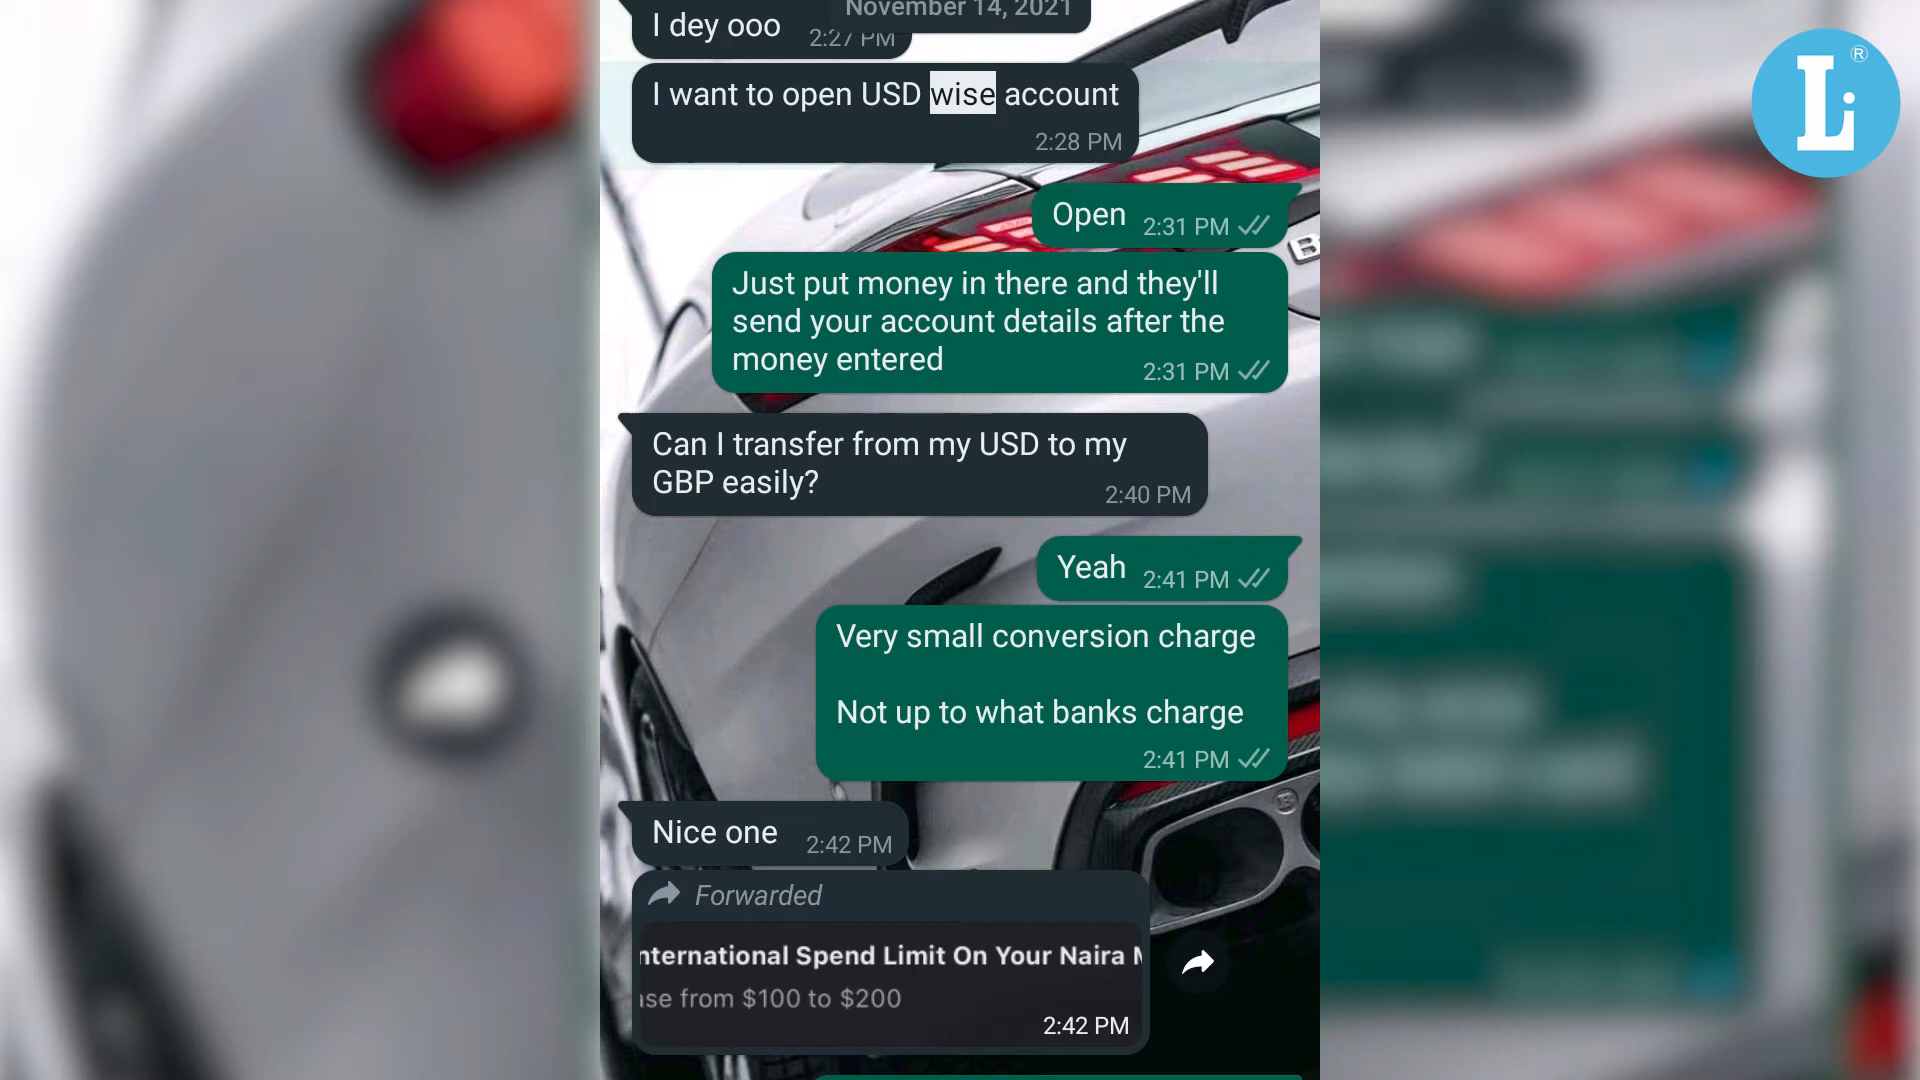 November 14, 2021
I dey ooo 2:27 PM
I want to open USD wise account
2:28 PM
Open 2:31 PM
Just put money in there and they'll
send your account details after the
money entered 2:31 PM
Can I transfer from my USD to my
GBP easily? 2:40 PM
Yeah 2:41 PM
Very small conversion charge
Not up to what banks charge
2:41 PM
Nice one 2:42 PM
Forwarded
nternational Spend Limit On Your Naira
from $100 to $200
2:42 PM
Li ®